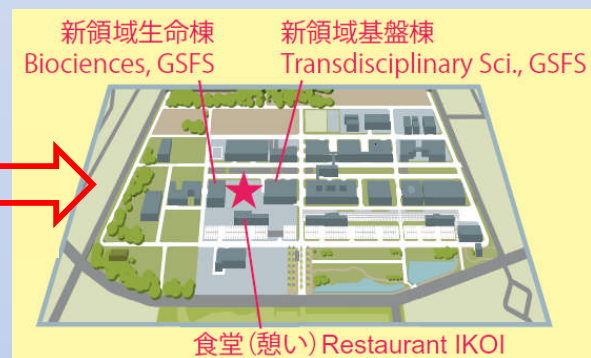 新領域生命棟
Biociences, GSFS
新領域基盤棟
Transdisciplinary Sci., GSFS
食堂(憩い)Restaurant IKOI